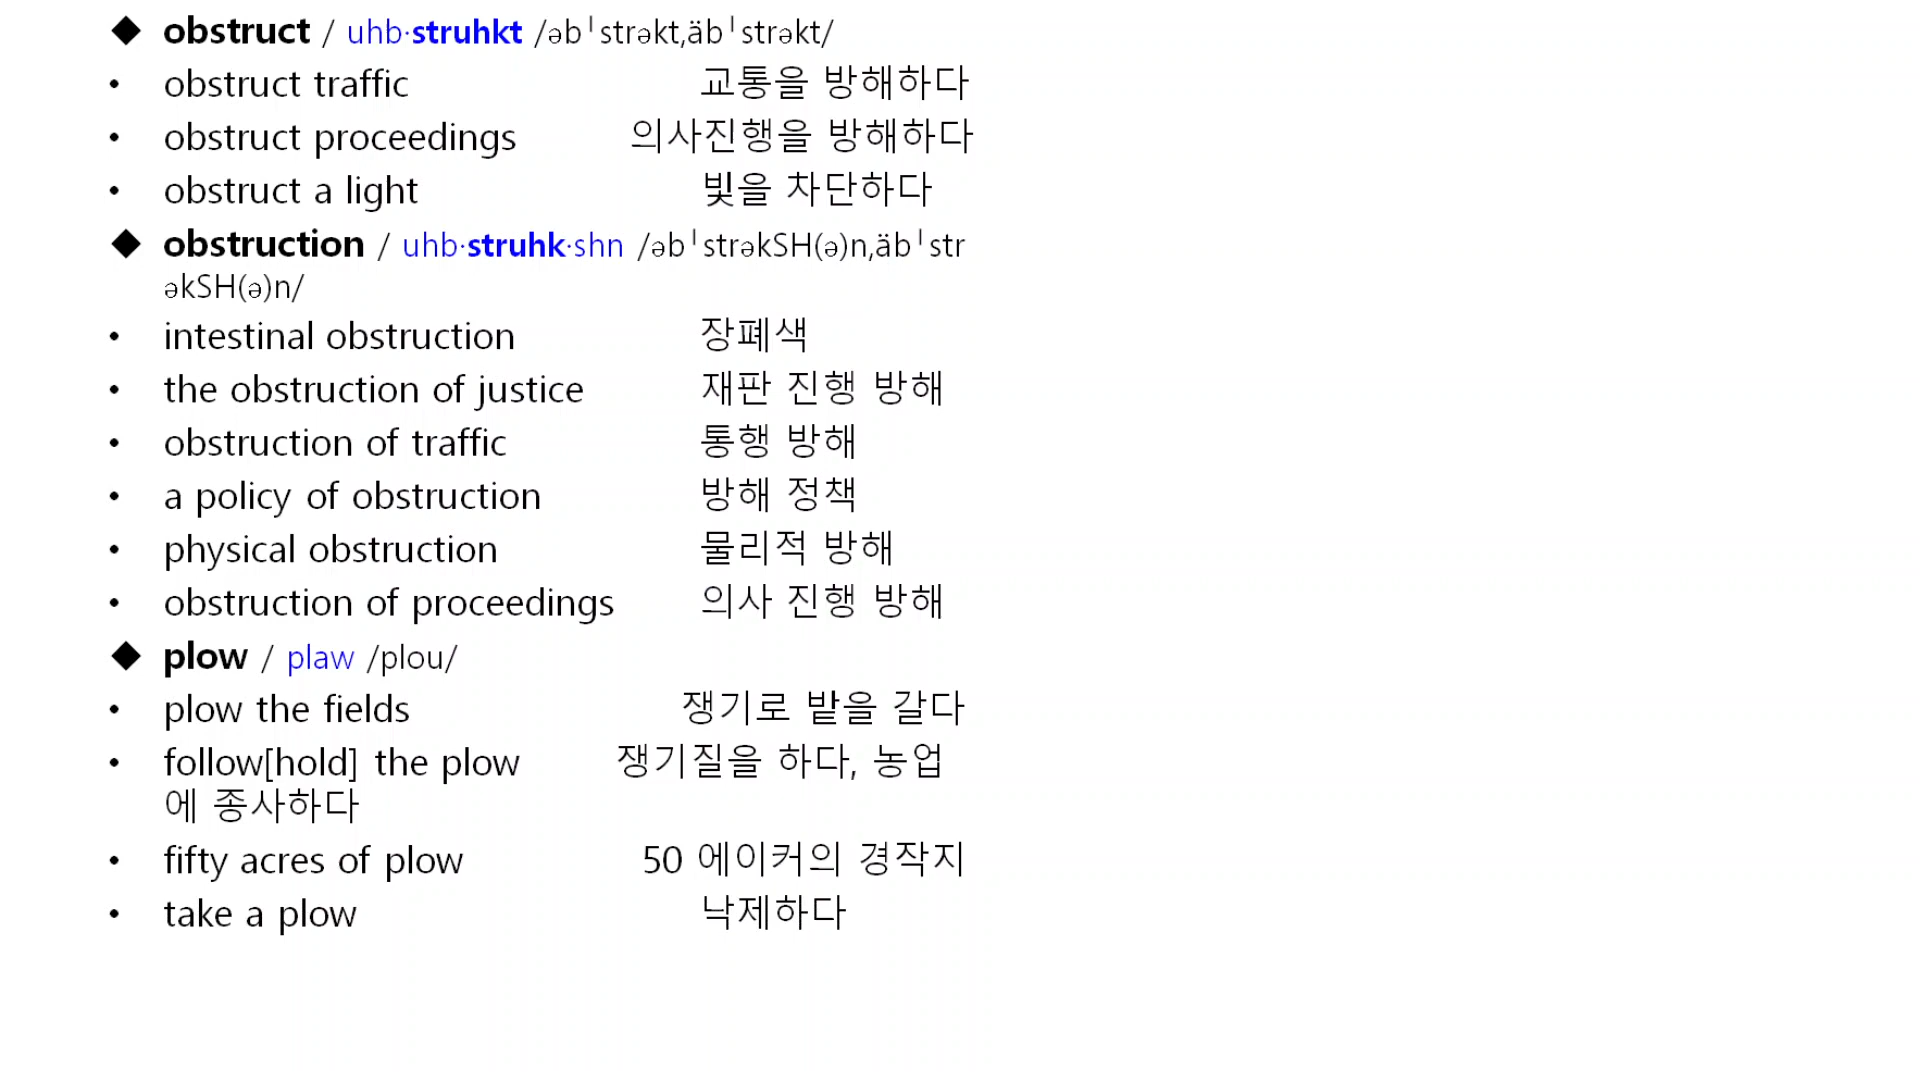 ◆ obstruct / uhb·struhkt /əbˈstrəkt,äbˈstrəkt/
• obstruct traffic 교통을 방해하다
• obstruct proceedings 의사진행을 방해하다
• obstruct a light 빛을 차단하다
◆ obstruction / uhb·struhk·shn /əbˈstrəkSH(ə)n,äbˈstr
əkSH(ə)n/
• intestinal obstruction 장폐색
• the obstruction of justice 재판 진행 방해
• obstruction of traffic 통행 방해
• a policy of obstruction 방해 정책
• physical obstruction 물리적 방해
• obstruction of proceedings 의사 진행 방해
◆ plow / plaw /plou/
• plow the fields 쟁기로 밭을 갈다
• follow[hold] the plow 쟁기질을 하다, 농업
에 종사하다
• fifty acres of plow 50 에이커의 경작지
• take a plow 낙제하다